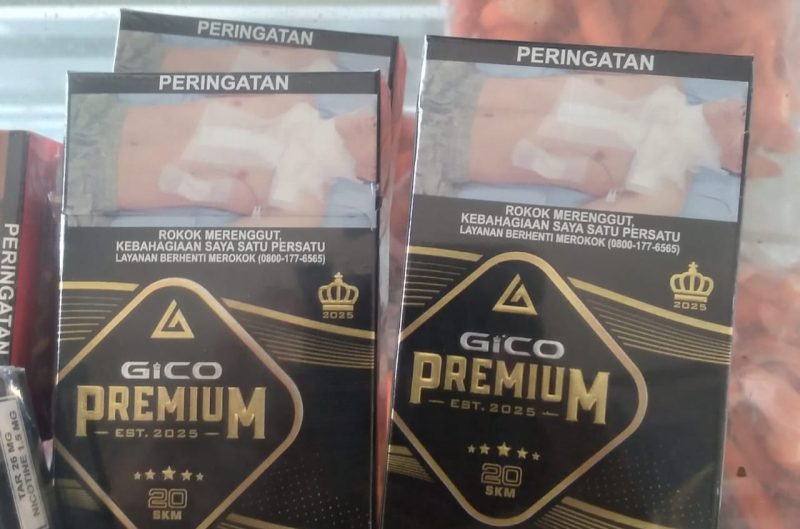 PERINGATAN
PERINGATAN
ROKOK MERENGGUT,
KEBAHAGIAAN SAYA SATU PERSATU
LAYANAN BERHENTI MEROKOK (0800-177-6565)
2025
GiCO
PREMIUM
EST. 2025
20
SKM
PERINGATAN
ROKOK MERENGGUT,
KEBAHAGIAAN SAYA SATU PERSATU
LAYANAN BERHENTI MEROKOK (0800-177-6565)
2025
GiCO
PREMIUM
EST. 2025
20
SKM
PERINGATAN
TAR 26 MG
NICOTINE 1.5 MG